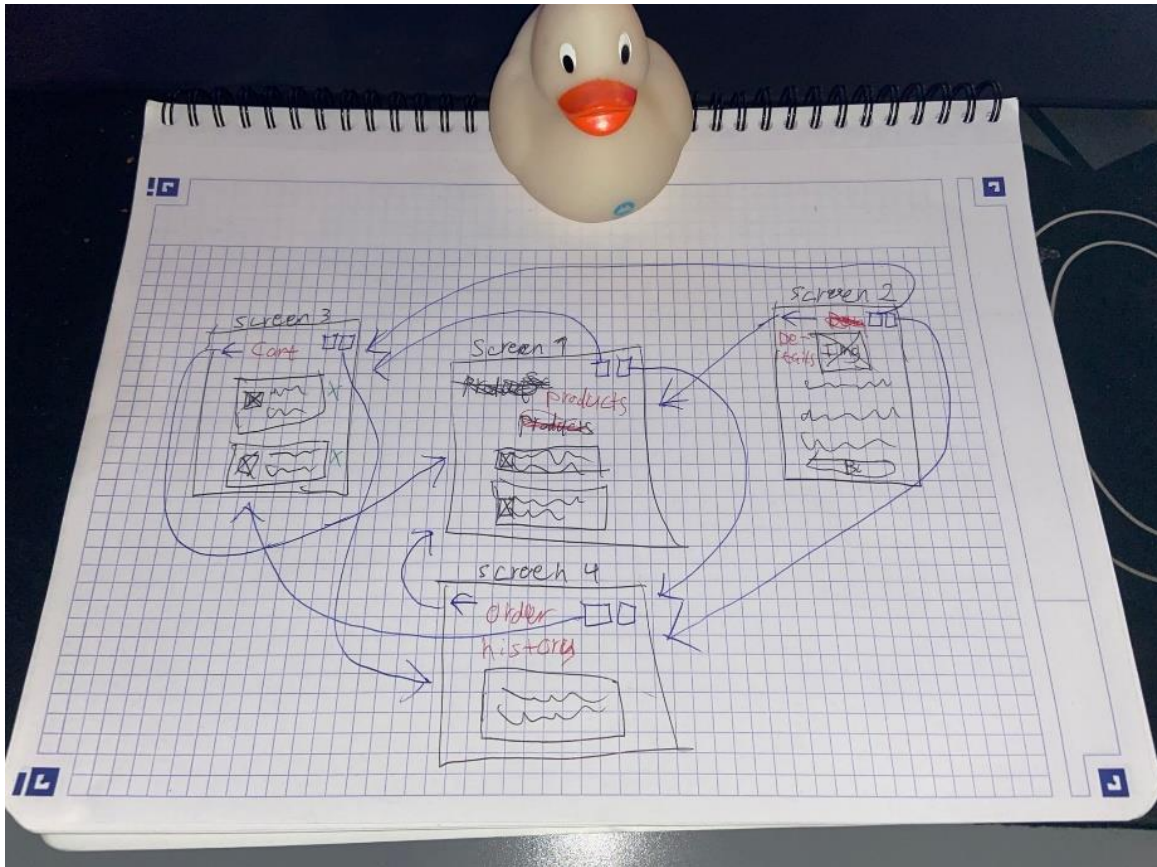 screen 3
Cart
X
X
Screen 1
products
screen 2
De-
tails
Img
screen 4
order
history